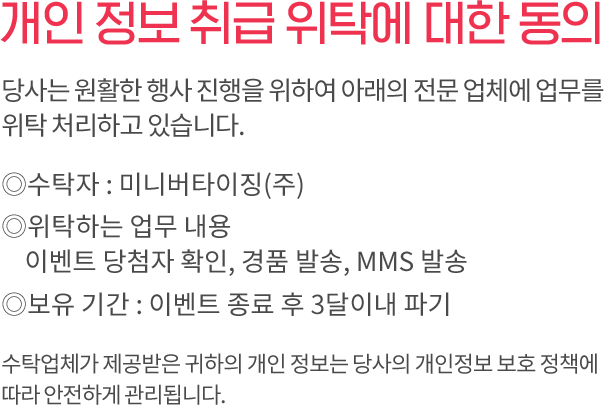 개인 정보 취급 위탁에 대한 동의
당사는 원활한 행사 진행을 위하여 아래의 전문 업체에 업무를
위탁 처리하고 있습니다.
◎수탁자 : 미니버타이징(주)
◎위탁하는 업무 내용
이벤트 당첨자 확인, 경품 발송, MMS 발송
◎보유 기간 : 이벤트 종료 후 3달이내 파기
수탁업체가 제공받은 귀하의 개인 정보는 당사의 개인정보 보호 정책에
따라 안전하게 관리됩니다.